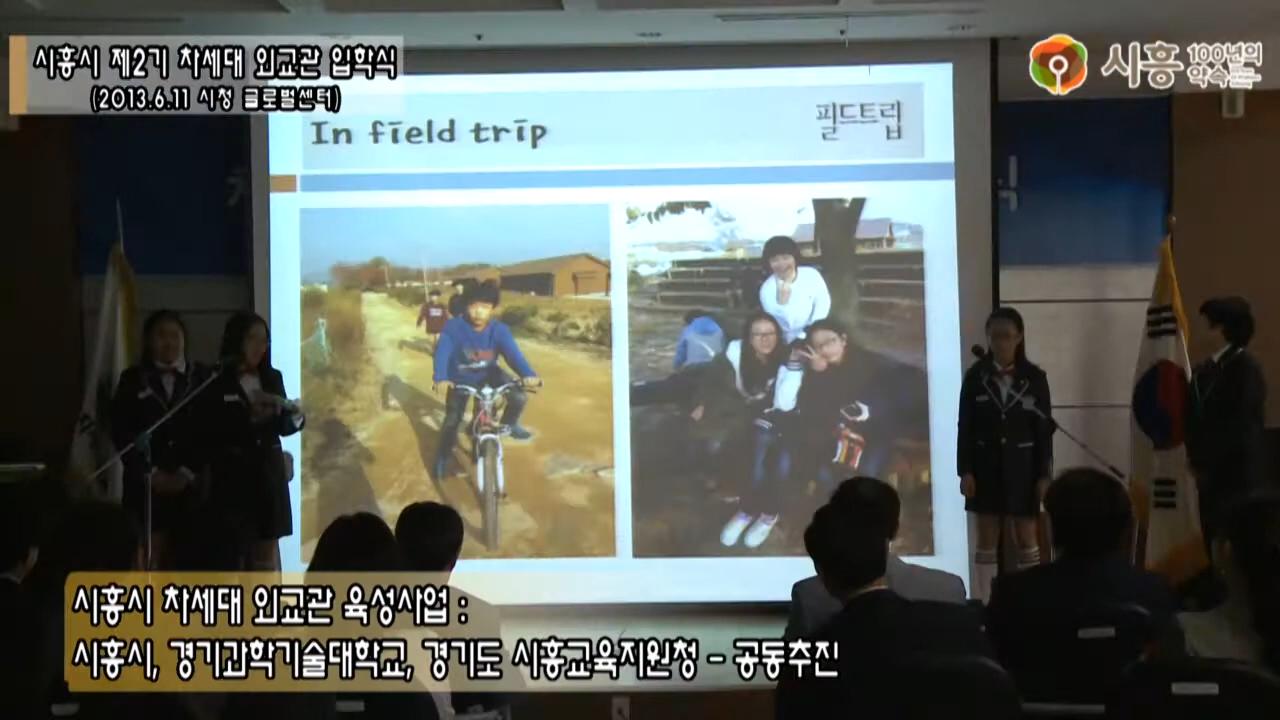 시흥시 제2기 차세대 외교관 입학식
(2013.6.11 시청 글로벌센터)
시흥 100년의
약속
In field trip
필드트립
시흥시 차세대 외교관 육성사업 :
시흥시, 경기과학기술대학교, 경기도 시흥교육지원청 - 공동추진